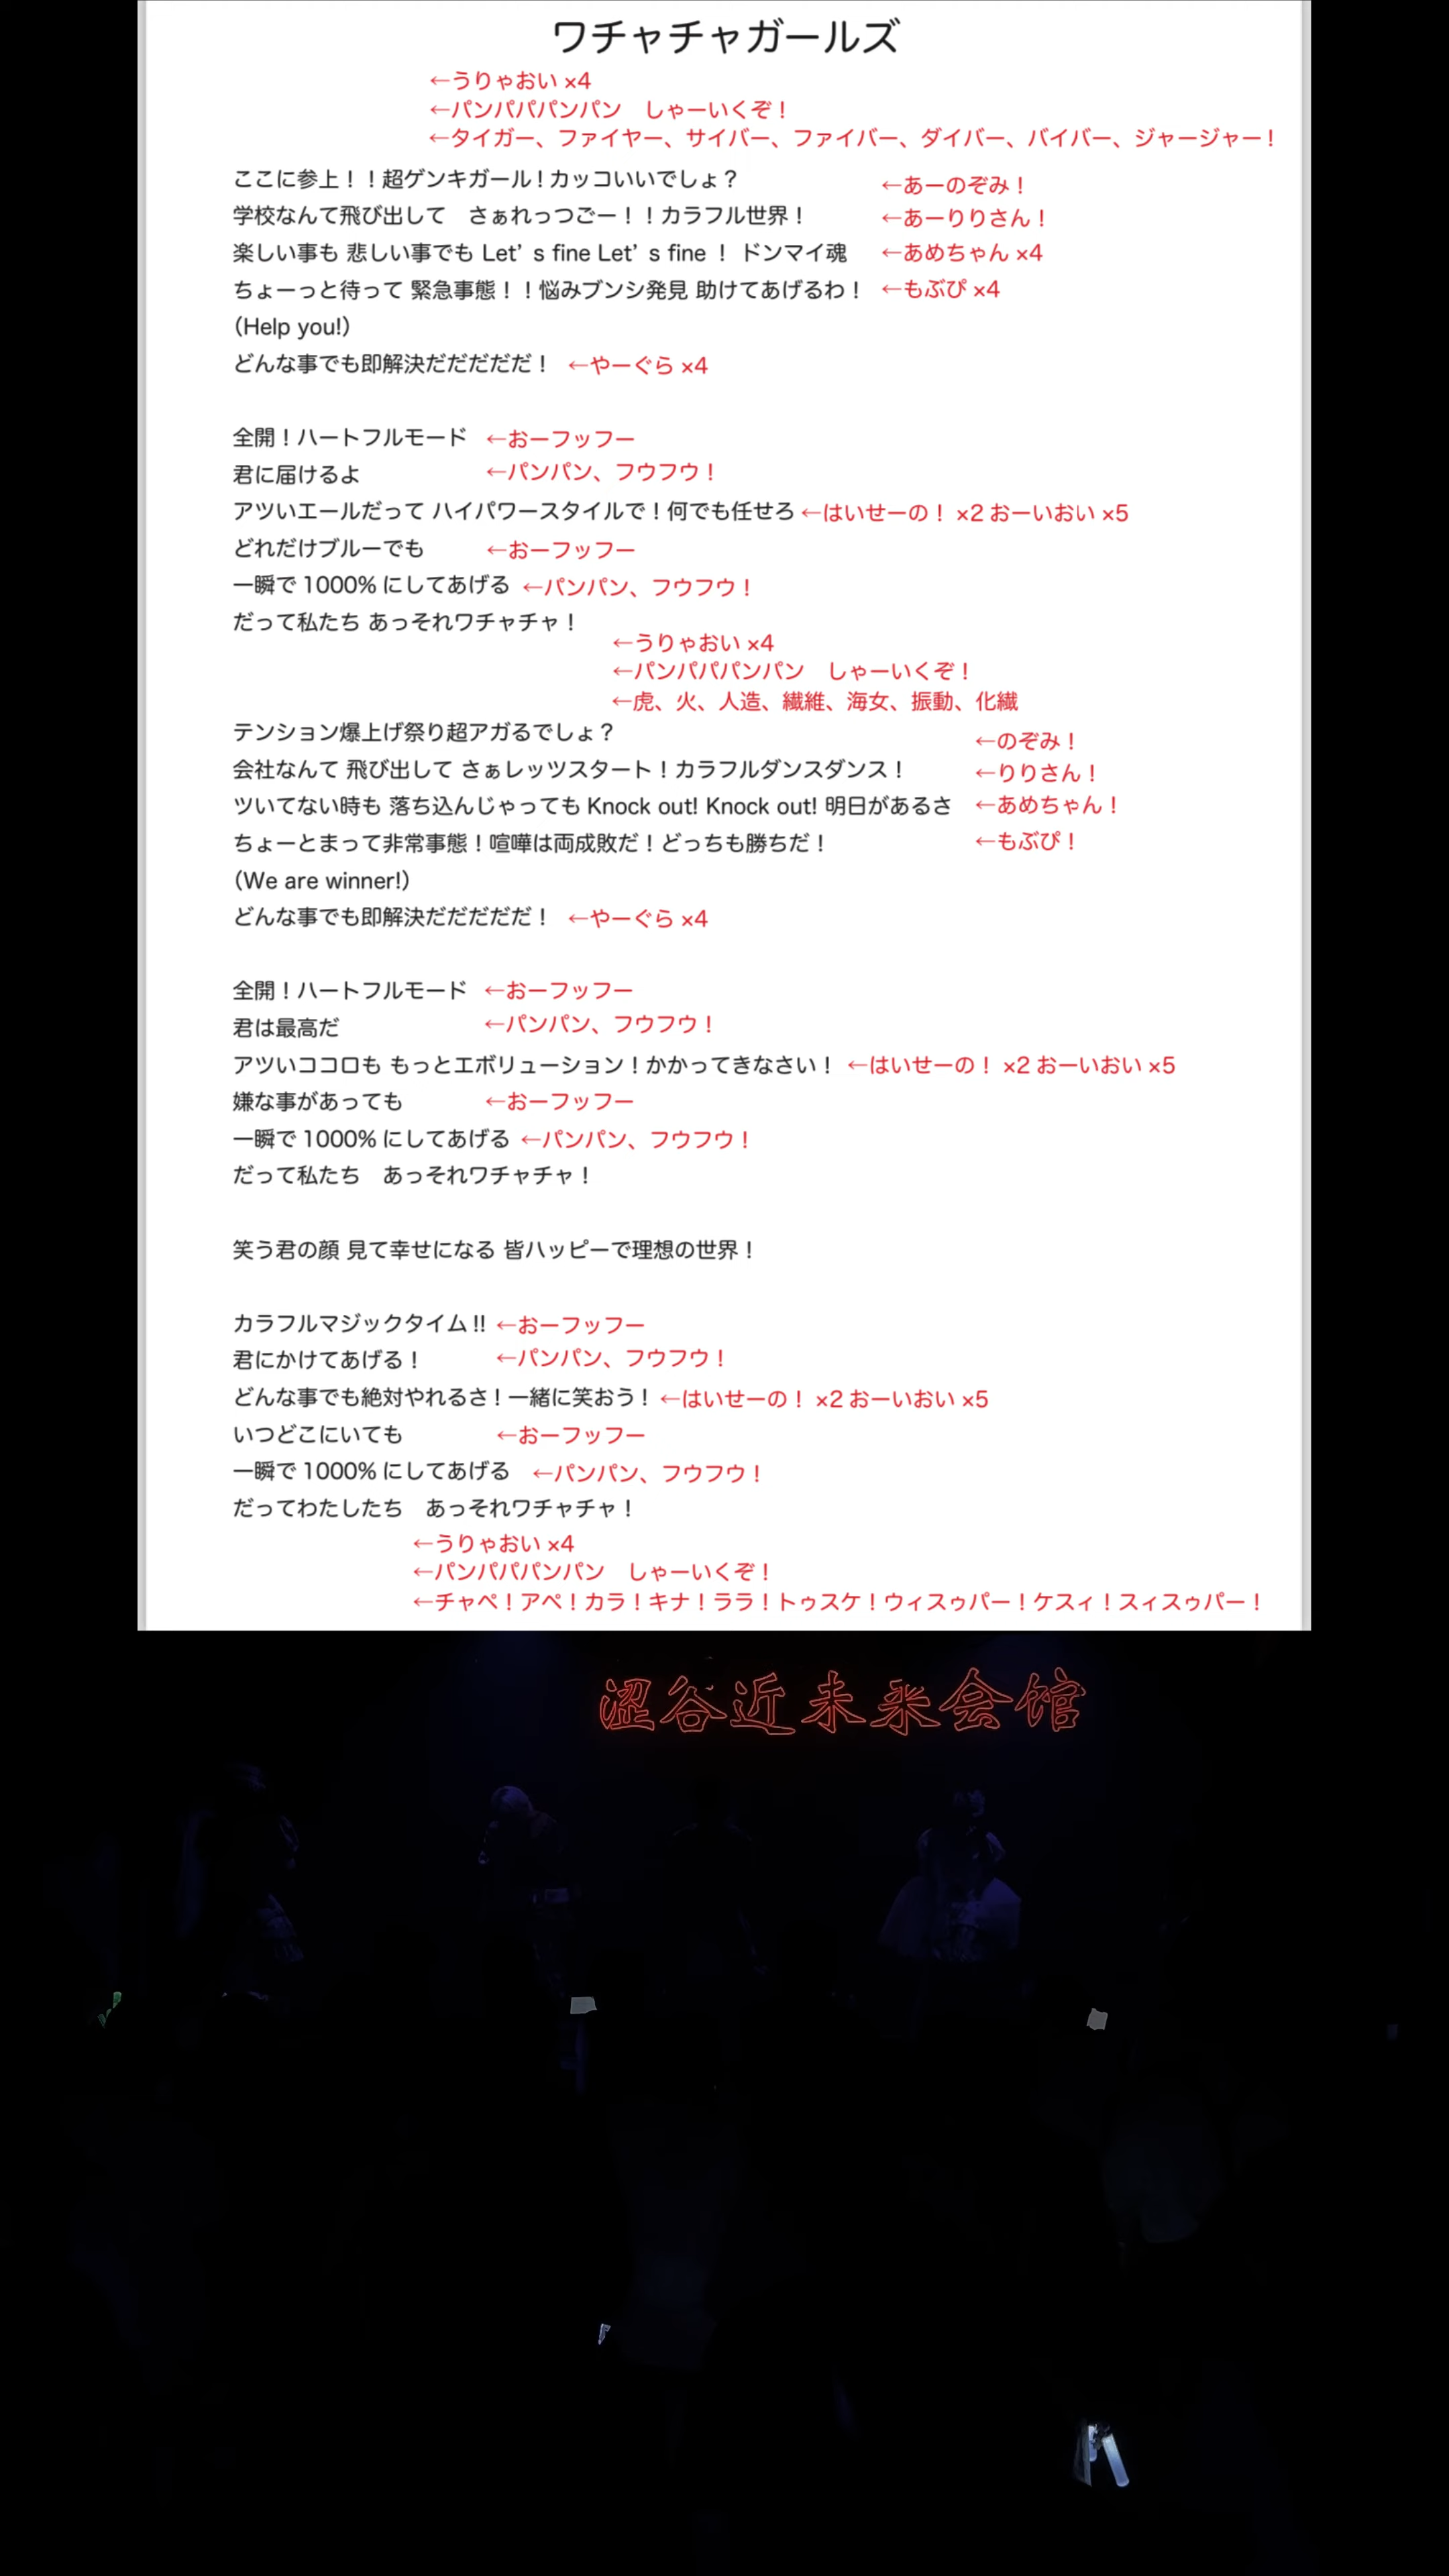 ワチャチャガールズ
←うりゃおい ×4
←パンパパパンパン　しゃーいくぞ！
←タイガー、ファイヤー、サイバー、ファイバー、ダイバー、バイバー、ジャージャー！
ここに参上！！超ゲンキガール！カッコいいでしょ？ ←あーのぞみ！
学校なんて飛び出して　さぁれっつごー！！カラフル世界！ ←あーりりさん！
楽しい事も 悲しい事でも Let’s fine Let’s fine ！ ドンマイ魂 ←あめちゃん ×4
ちょーっと待って 緊急事態！！悩みブンシ発見 助けてあげるわ！ ←もぶぴ ×4
（Help you!）
どんな事でも即解決だだだだだ！ ←やーぐら ×4
全開！ハートフルモード ←おーフッフー
君に届けるよ ←パンパン、フウフウ！
アツいエールだって ハイパワースタイルで！何でも任せろ ←はいせーの！ ×2 おーいおい ×5
どれだけブルーでも ←おーフッフー
一瞬で 1000% にしてあげる ←パンパン、フウフウ！
だって私たち あっそれワチャチャ！
←うりゃおい ×4
←パンパパパンパン　しゃーいくぞ！
←虎、火、人造、繊維、海女、振動、化繊
テンション爆上げ祭り超アガるでしょ？ ←のぞみ！
会社なんて 飛び出して さぁレッツスタート！カラフルダンスダンス！ ←りりさん！
ツいてない時も 落ち込んじゃっても Knock out! Knock out! 明日があるさ ←あめちゃん！
ちょーとまって非常事態！喧嘩は両成敗だ！どっちも勝ちだ！ ←もぶぴ！
（We are winner!）
どんな事でも即解決だだだだだ！ ←やーぐら ×4
全開！ハートフルモード ←おーフッフー
君は最高だ ←パンパン、フウフウ！
アツいココロも もっとエボリューション！かかってきなさい！ ←はいせーの！ ×2 おーいおい ×5
嫌な事があっても ←おーフッフー
一瞬で 1000% にしてあげる ←パンパン、フウフウ！
だって私たち　あっそれワチャチャ！
笑う君の顔 見て幸せになる 皆ハッピーで理想の世界！
カラフルマジックタイム !! ←おーフッフー
君にかけてあげる！ ←パンパン、フウフウ！
どんな事でも絶対やれるさ！一緒に笑おう！ ←はいせーの！ ×2 おーいおい ×5
いつどこにいても ←おーフッフー
一瞬で 1000% にしてあげる ←パンパン、フウフウ！
だってわたしたち　あっそれワチャチャ！
←うりゃおい ×4
←パンパパパンパン　しゃーいくぞ！
←チャペ！アペ！カラ！キナ！ララ！トゥスケ！ウィスゥパー！ケスィ！スィスゥパー！
涩谷近未来会馆